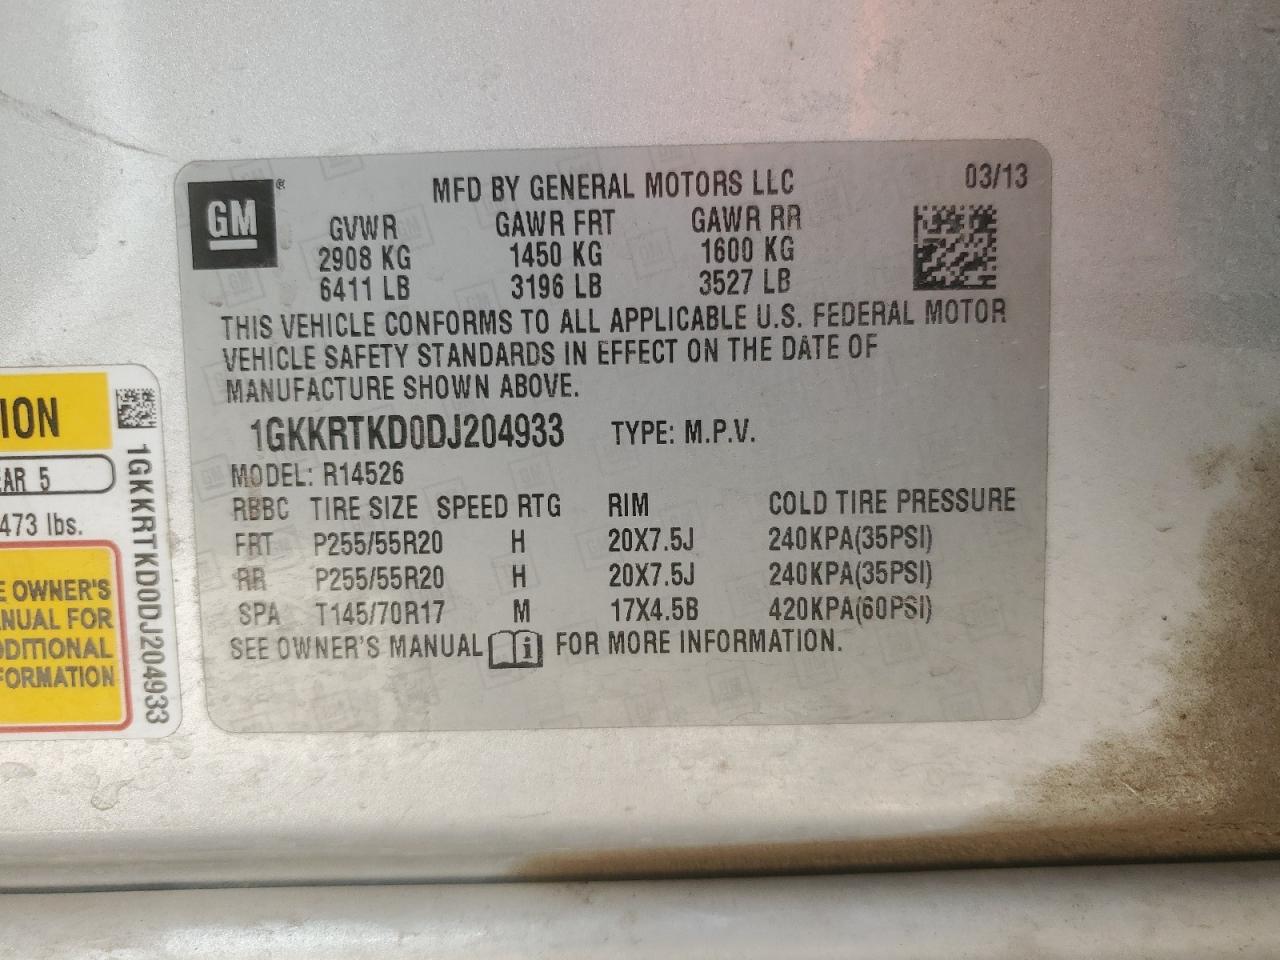 GM
®
MFD BY GENERAL MOTORS LLC
03/13
GVWR GAWR FRT GAWR RR
2908 KG 1450 KG 1600 KG
6411 LB 3196 LB 3527 LB
THIS VEHICLE CONFORMS TO ALL APPLICABLE U.S. FEDERAL MOTOR
VEHICLE SAFETY STANDARDS IN EFFECT ON THE DATE OF
MANUFACTURE SHOWN ABOVE.
1GKKRTKD0DJ204933 TYPE: M.P.V.
MODEL: R14526
RBBC TIRE SIZE SPEED RTG RIM COLD TIRE PRESSURE
FRT P255/55R20 H 20X7.5J 240KPA(35PSI)
RR P255/55R20 H 20X7.5J 240KPA(35PSI)
SPA T145/70R17 M 17X4.5B 420KPA(60PSI)
SEE OWNER'S MANUAL i FOR MORE INFORMATION.
ION
AR 5
473 lbs.
E OWNER'S
NUAL FOR
DDITIONAL
FORMATION
1GKKRTKD0DJ204933